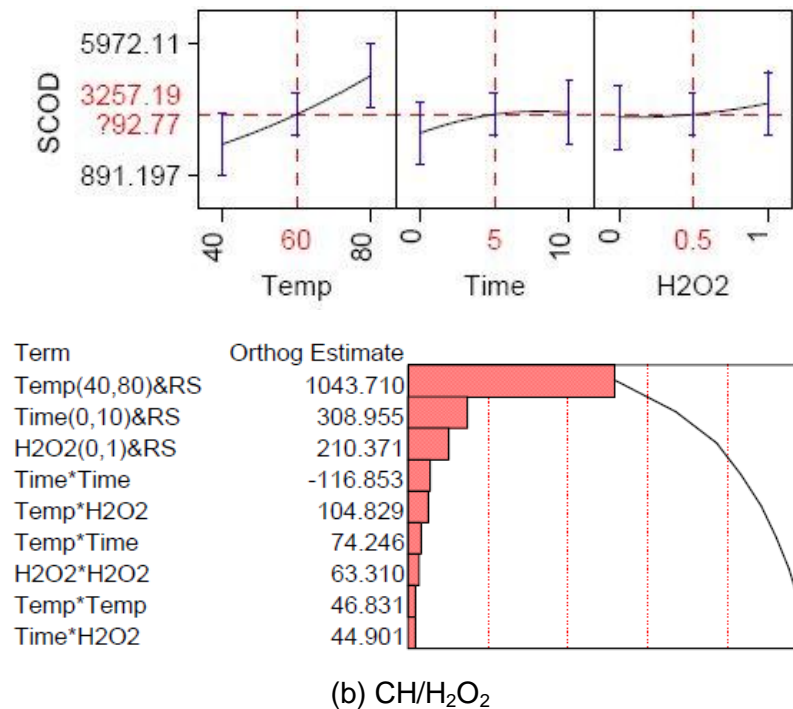 SCOD
5972.11
3257.19
?92.77
891.197
40 60 80 0 5 10 0 0.5 1
Temp Time H2O2
Term Orthog Estimate
Temp(40,80)&RS 1043.710
Time(0,10)&RS 308.955
H2O2(0,1)&RS 210.371
Time*Time -116.853
Temp*H2O2 104.829
Temp*Time 74.246
H2O2*H2O2 63.310
Temp*Temp 46.831
Time*H2O2 44.901
(b) CH/H₂O₂